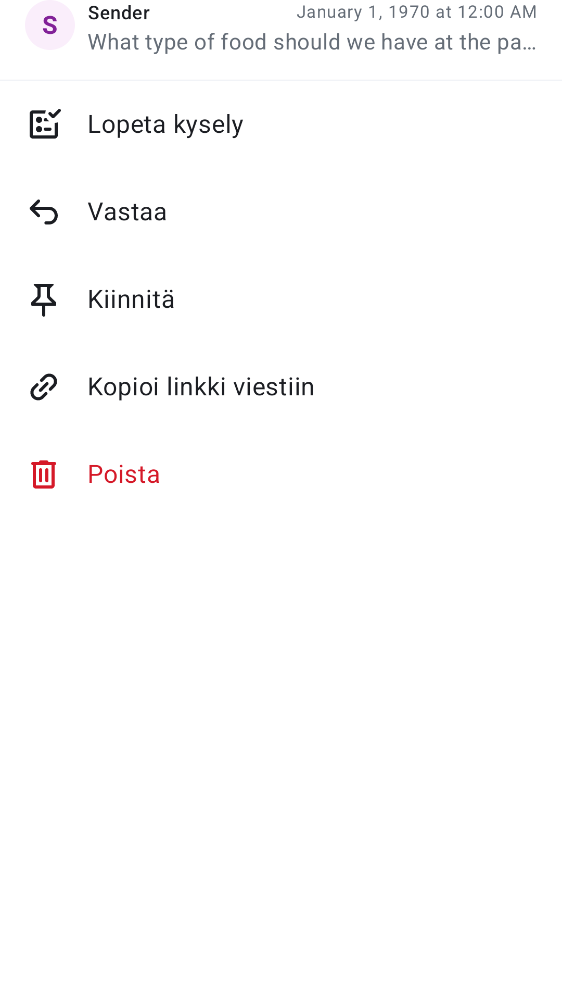 S
Sender
January 1, 1970 at 12:00 AM
What type of food should we have at the pa…
Lopeta kysely
Vastaa
Kiinnitä
Kopioi linkki viestiin
Poista